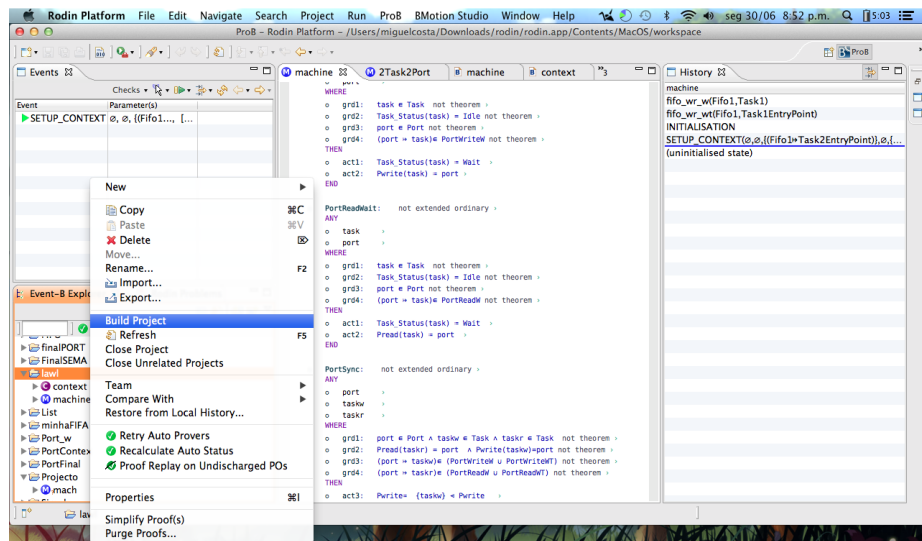 Rodin Platform File Edit Navigate Search Project Run ProB BMotion Studio Window Help seg 30/06 8:52 p.m. 5:03
ProB - Rodin Platform - /Users/miguelcosta/Downloads/rodin/rodin.app/Contents/MacOS/workspace
ProB
Events
Checks
Event Parameter(s)
SETUP_CONTEXT ∅, ∅, {(Fifo1..., [...
New
Copy ⌘C
Paste ⌘V
Delete ⌦
Move...
Rename... F2
Import...
Export...
Build Project
Refresh F5
Close Project
Close Unrelated Projects
Team
Compare With
Restore from Local History...
Retry Auto Provers
Recalculate Auto Status
Proof Replay on Undischarged POs
Properties ⌘I
Simplify Proof(s)
Purge Proofs...
Event-B Explo
finalPORT
FinalSEMA
lawl
context
machine
List
minhaFIFA
Port_w
PortContex
PortFinal
Projecto
mach
law
machine 2Task2Port machine context »3
WHERE
grd1: task ∈ Task not theorem ›
grd2: Task_Status(task) = Idle not theorem ›
grd3: port ∈ Port not theorem ›
grd4: (port ↦ task)∈ PortWriteW not theorem ›
THEN
act1: Task_Status(task) ≔ Wait ›
act2: Pwrite(task) ≔ port ›
END
PortReadWait: not extended ordinary ›
ANY
task ›
port ›
WHERE
grd1: task ∈ Task not theorem ›
grd2: Task_Status(task) = Idle not theorem ›
grd3: port ∈ Port not theorem ›
grd4: (port ↦ task)∈ PortReadW not theorem ›
THEN
act1: Task_Status(task) ≔ Wait ›
act2: Pread(task) ≔ port ›
END
PortSync: not extended ordinary ›
ANY
port ›
taskw ›
taskr ›
WHERE
grd1: port ∈ Port ∧ taskw ∈ Task ∧ taskr ∈ Task not theorem ›
grd2: Pread(taskr) = port ∧ Pwrite(taskw)=port not theorem ›
grd3: (port ↦ taskw)∈ (PortWriteW ∪ PortWriteWT) not theorem ›
grd4: (port ↦ taskr)∈ (PortReadW ∪ PortReadWT) not theorem ›
THEN
act3: Pwrite≔ {taskw} ⩤ Pwrite ›
History
machine
fifo_wr_w(Fifo1,Task1)
fifo_wr_wt(Fifo1,Task1EntryPoint)
INITIALISATION
SETUP_CONTEXT(∅,∅,{(Fifo1↦Task2EntryPoint)},∅,{...
(uninitialised state)